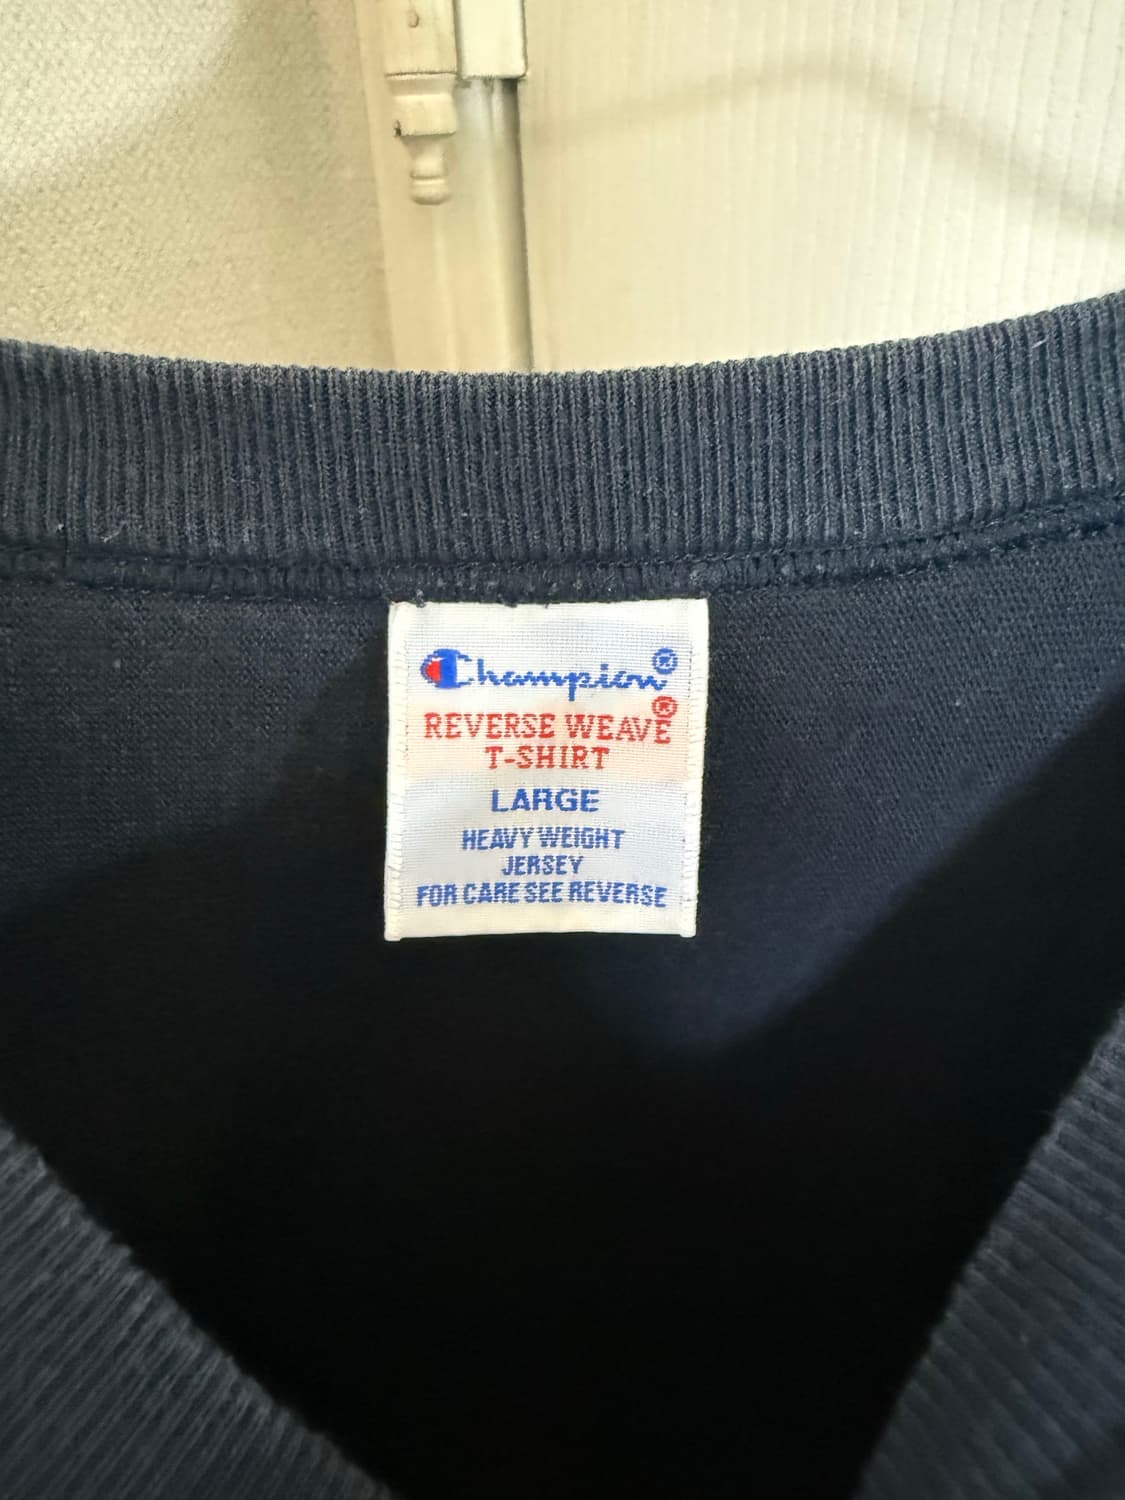 Champion®
REVERSE WEAVE®
T-SHIRT
LARGE
HEAVY WEIGHT
JERSEY
FOR CARE SEE REVERSE